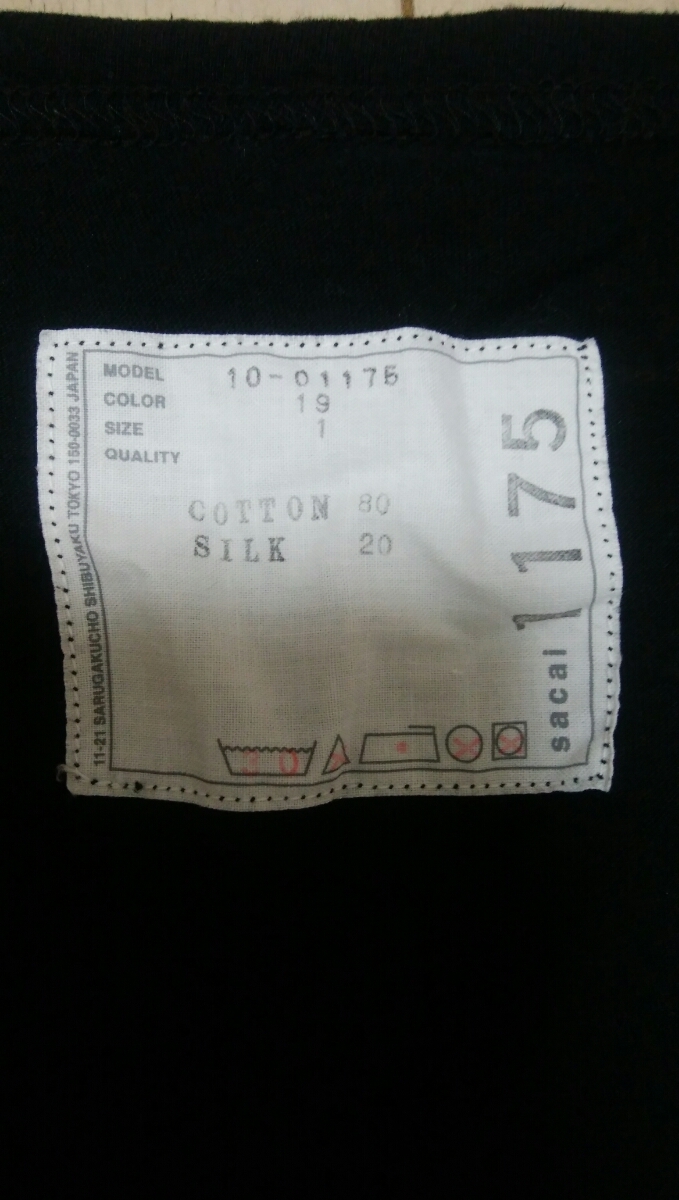 MODEL 10-01175
COLOR 19
SIZE 1
QUALITY
COTTON 80
SILK 20
30
11-21 SARUGAKUCHO SHIBUYAKU TOKYO 150-0033 JAPAN
sacai 1175